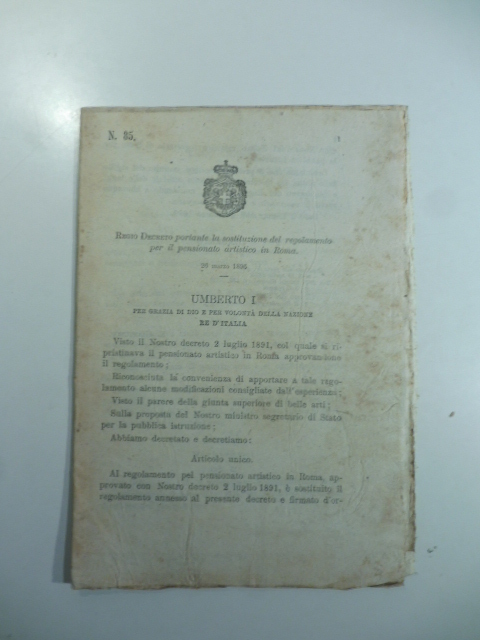 N. 85.
REGIO DECRETO portante la sostituzione del regolamento
per il pensionato artistico in Roma.
marzo
UMBERTO I
PER GRAZIA DI DIO E PER VOLONTÀ DELLA NAZIONE
RE D'ITALIA
Visto il Nostro decreto 2 luglio 1891, col quale si ri-
pristinava il pensionato artistico in Roma approvandone
il regolamento;
Riconosciuta la convenienza di apportare a tale rego-
lamento alcune modificazioni consigliate dall'esperienza;
Visto il parere della giunta superiore di belle arti;
Sulla proposta del Nostro ministro segretario di Stato
per la pubblica istruzione;
Abbiamo decretato e decretiamo:
Articolo unico.
Al regolamento pel pensionato artistico in Roma, ap-
provato con Nostro decreto 2 luglio 1891, è sostituito il
regolamento annesso al presente decreto e firmato d'or-